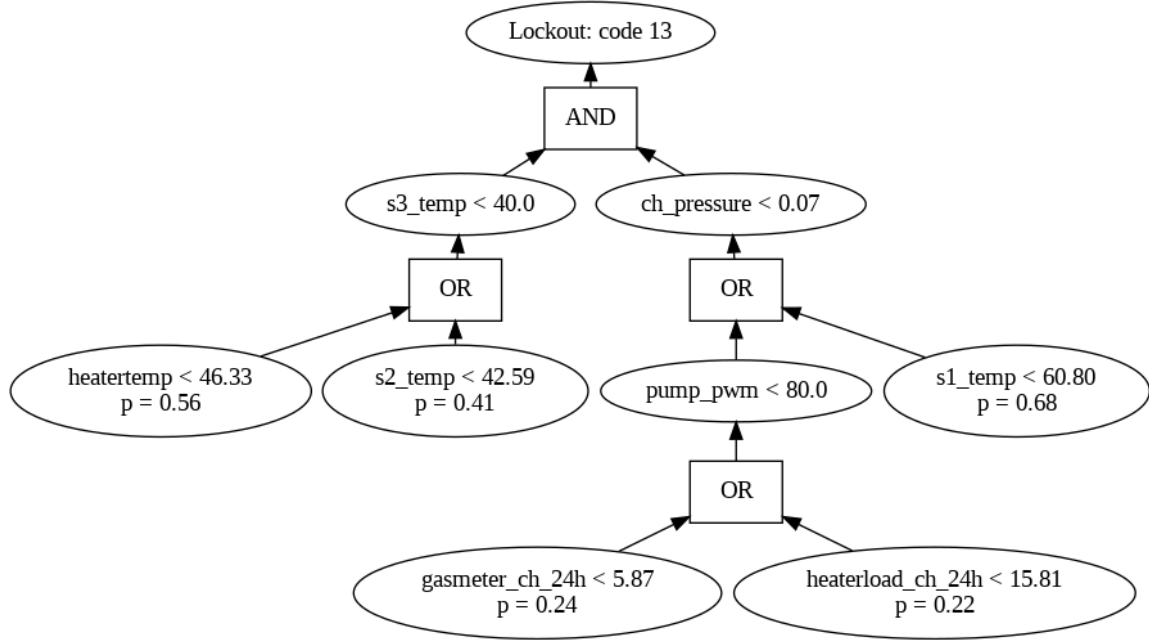 Lockout: code 13
AND
s3_temp < 40.0
ch_pressure < 0.07
OR
OR
heatertemp < 46.33
p = 0.56
s2_temp < 42.59
p = 0.41
pump_pwm < 80.0
s1_temp < 60.80
p = 0.68
OR
gasmeter_ch_24h < 5.87
p = 0.24
heaterload_ch_24h < 15.81
p = 0.22